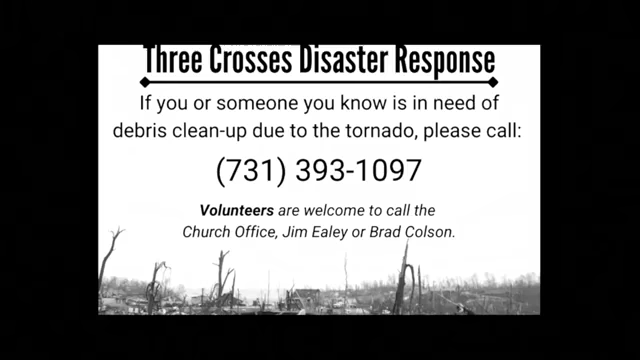 Three Crosses Disaster Response
If you or someone you know is in need of
debris clean-up due to the tornado, please call:
(731) 393-1097
Volunteers are welcome to call the
Church Office, Jim Ealey or Brad Colson.